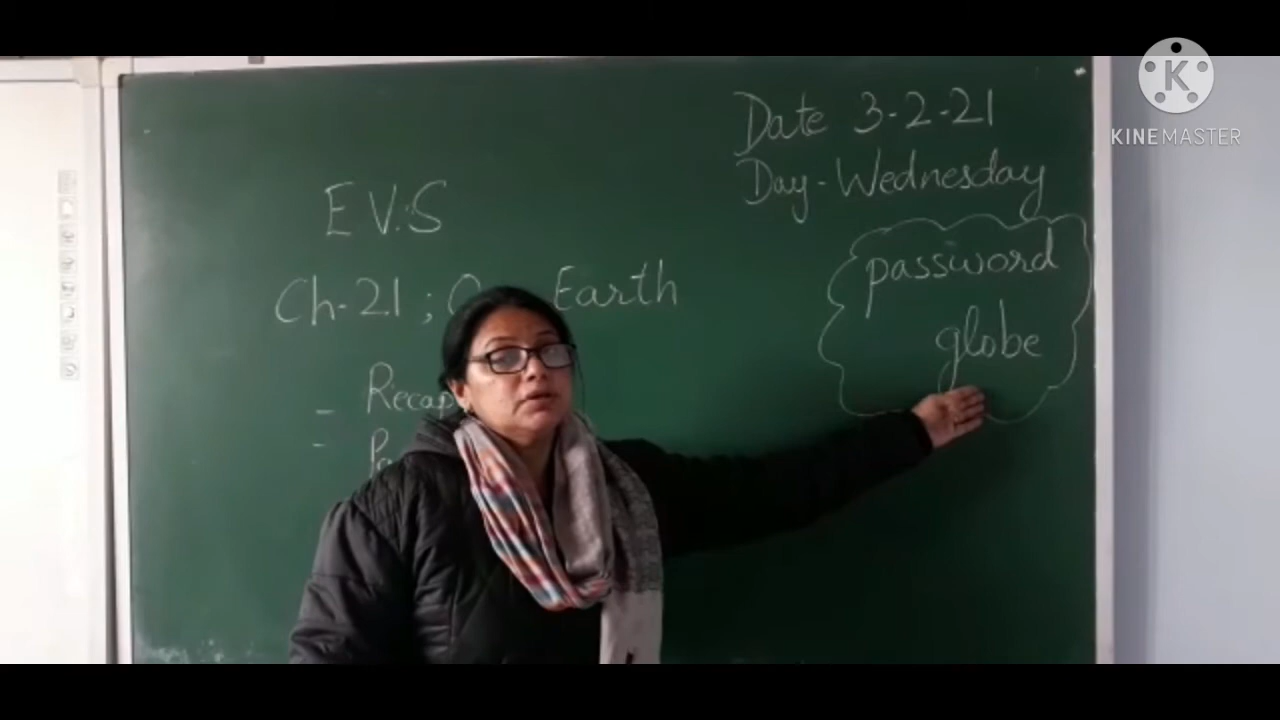 Date 3-2-21
Day-Wednesday
E V.S
Ch-21 ; Earth
password
globe
- Recap
-
KINEMASTER